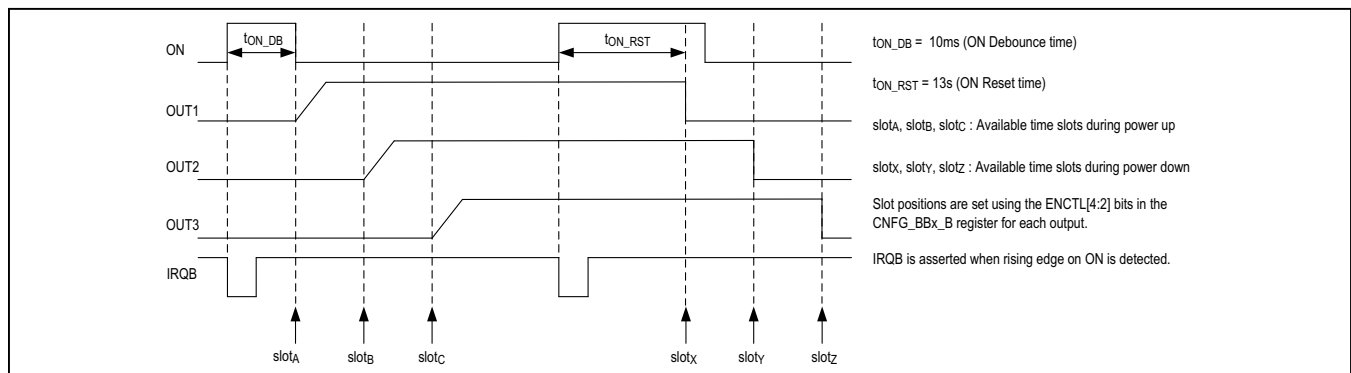 ON
tON_DB
tON_RST
OUT1
OUT2
OUT3
IRQB
slotA
slotB
slotC
slotX
slotY
slotZ
tON_DB = 10ms (ON Debounce time)
tON_RST = 13s (ON Reset time)
slotA, slotB, slotC : Available time slots during power up
slotX, slotY, slotZ : Available time slots during power down
Slot positions are set using the ENCTL[4:2] bits in the
CNFG_BBx_B register for each output.
IRQB is asserted when rising edge on ON is detected.